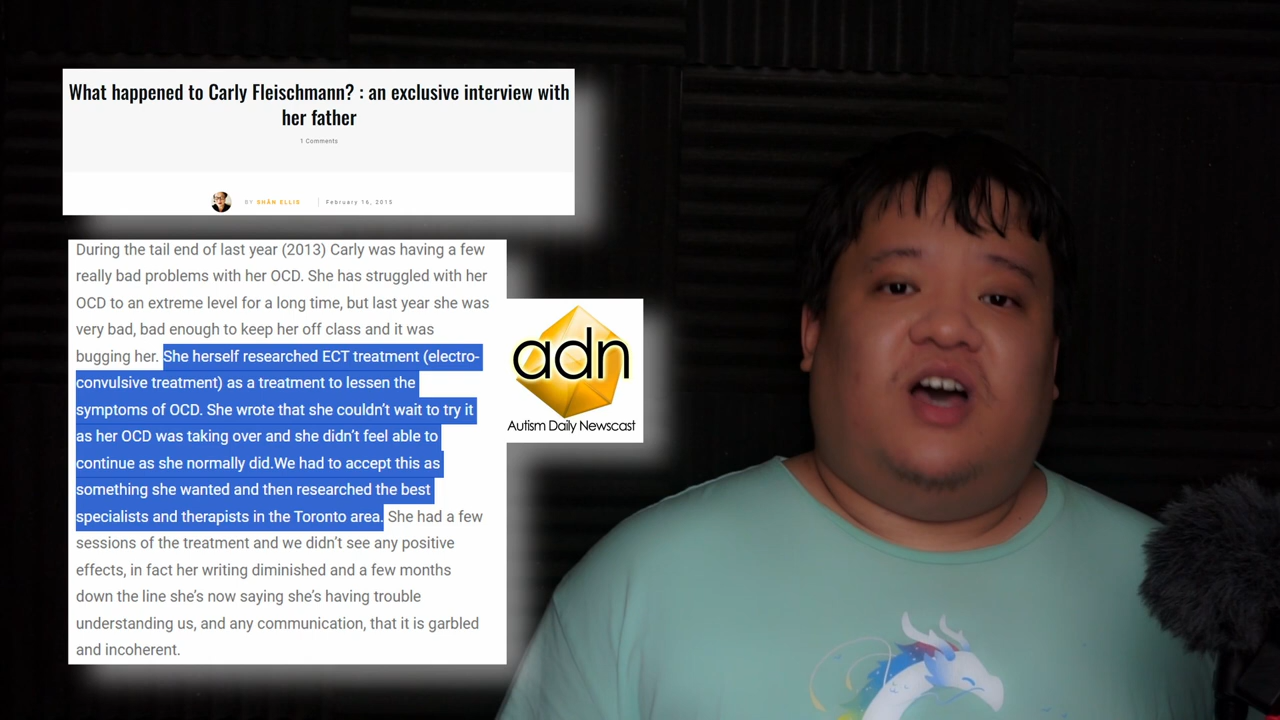 What happened to Carly Fleischmann? : an exclusive interview with
her father
1 Comments
BY SHÂN ELLIS
February 16, 2015
During the tail end of last year (2013) Carly was having a few
really bad problems with her OCD. She has struggled with her
OCD to an extreme level for a long time, but last year she was
very bad, bad enough to keep her off class and it was
bugging her. She herself researched ECT treatment (electro-
convulsive treatment) as a treatment to lessen the
symptoms of OCD. She wrote that she couldn’t wait to try it
as her OCD was taking over and she didn’t feel able to
continue as she normally did.We had to accept this as
something she wanted and then researched the best
specialists and therapists in the Toronto area. She had a few
sessions of the treatment and we didn’t see any positive
effects, in fact her writing diminished and a few months
down the line she’s now saying she’s having trouble
understanding us, and any communication, that it is garbled
and incoherent.
adn
Autism Daily Newscast